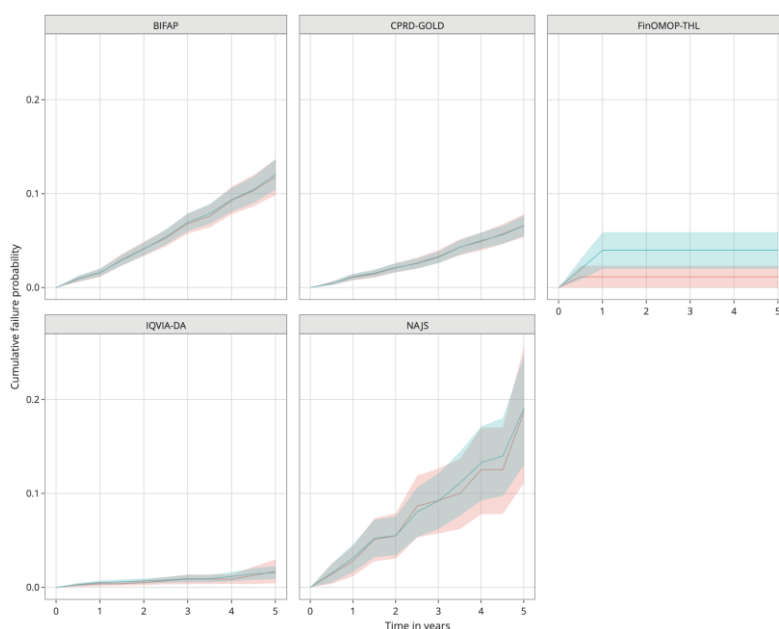 BIFAP
CPRD-GOLD
FinOMOP-THL
0.2
0.1
0.0
0 1 2 3 4 5
IQVIA-DA
NAJS
0.2
0.1
0.0
0 1 2 3 4 5
0 1 2 3 4 5
Cumulative failure probability
Time in years